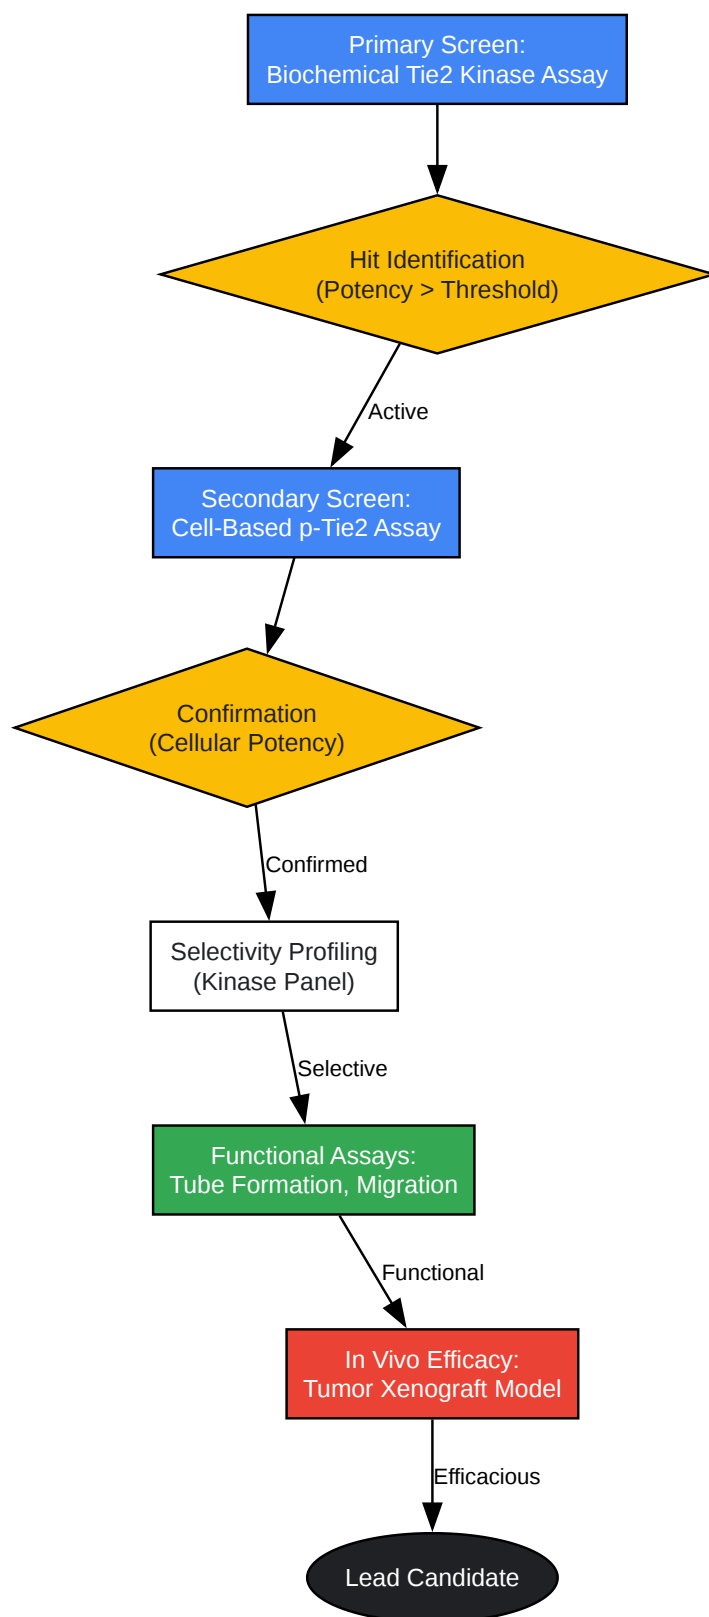 Primary Screen:
Biochemical Tie2 Kinase Assay
Hit Identification
(Potency > Threshold)
Active
Secondary Screen:
Cell-Based p-Tie2 Assay
Confirmation
(Cellular Potency)
Confirmed
Selectivity Profiling
(Kinase Panel)
Selective
Functional Assays:
Tube Formation, Migration
Functional
In Vivo Efficacy:
Tumor Xenograft Model
Efficacious
Lead Candidate